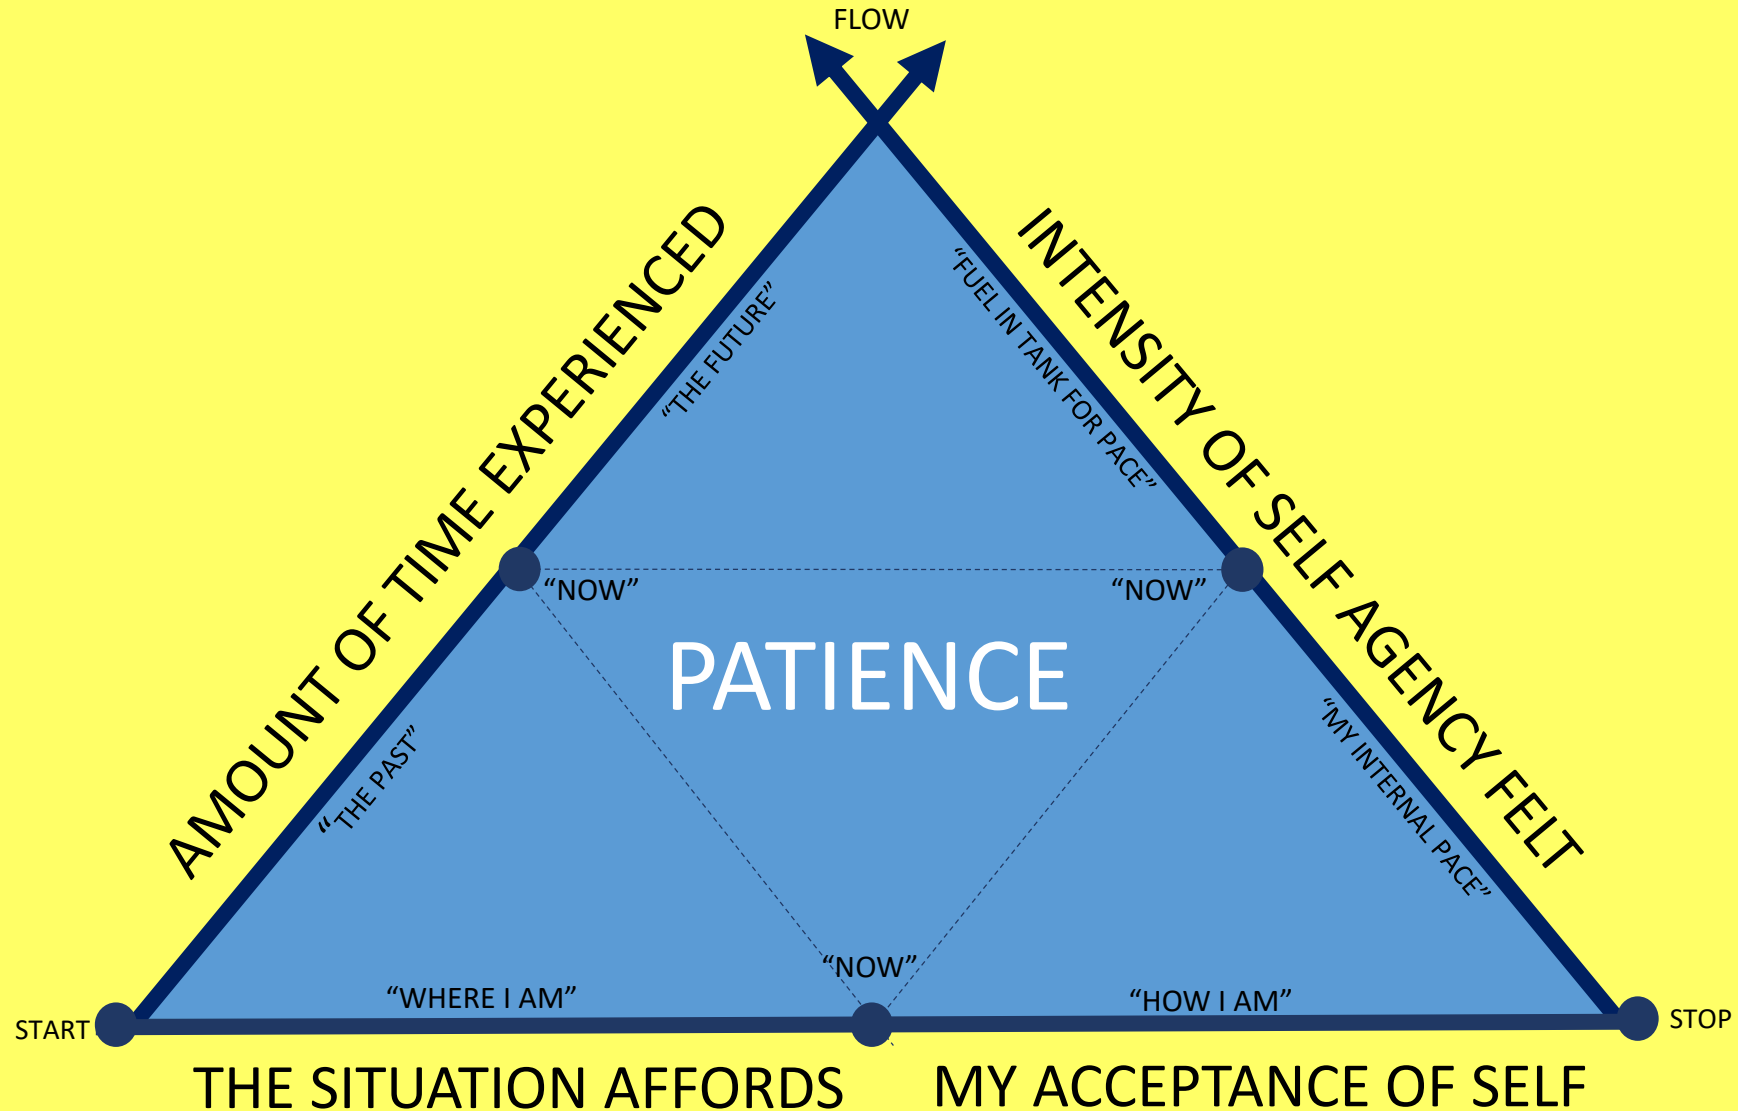 FLOW
AMOUNT OF TIME EXPERIENCED
INTENSITY OF SELF AGENCY FELT
“THE FUTURE”
“FUEL IN TANK FOR PACE”
“NOW”
“NOW”
PATIENCE
“THE PAST”
“MY INTERNAL PACE”
“NOW”
“WHERE I AM”
“HOW I AM”
START
STOP
THE SITUATION AFFORDS
MY ACCEPTANCE OF SELF